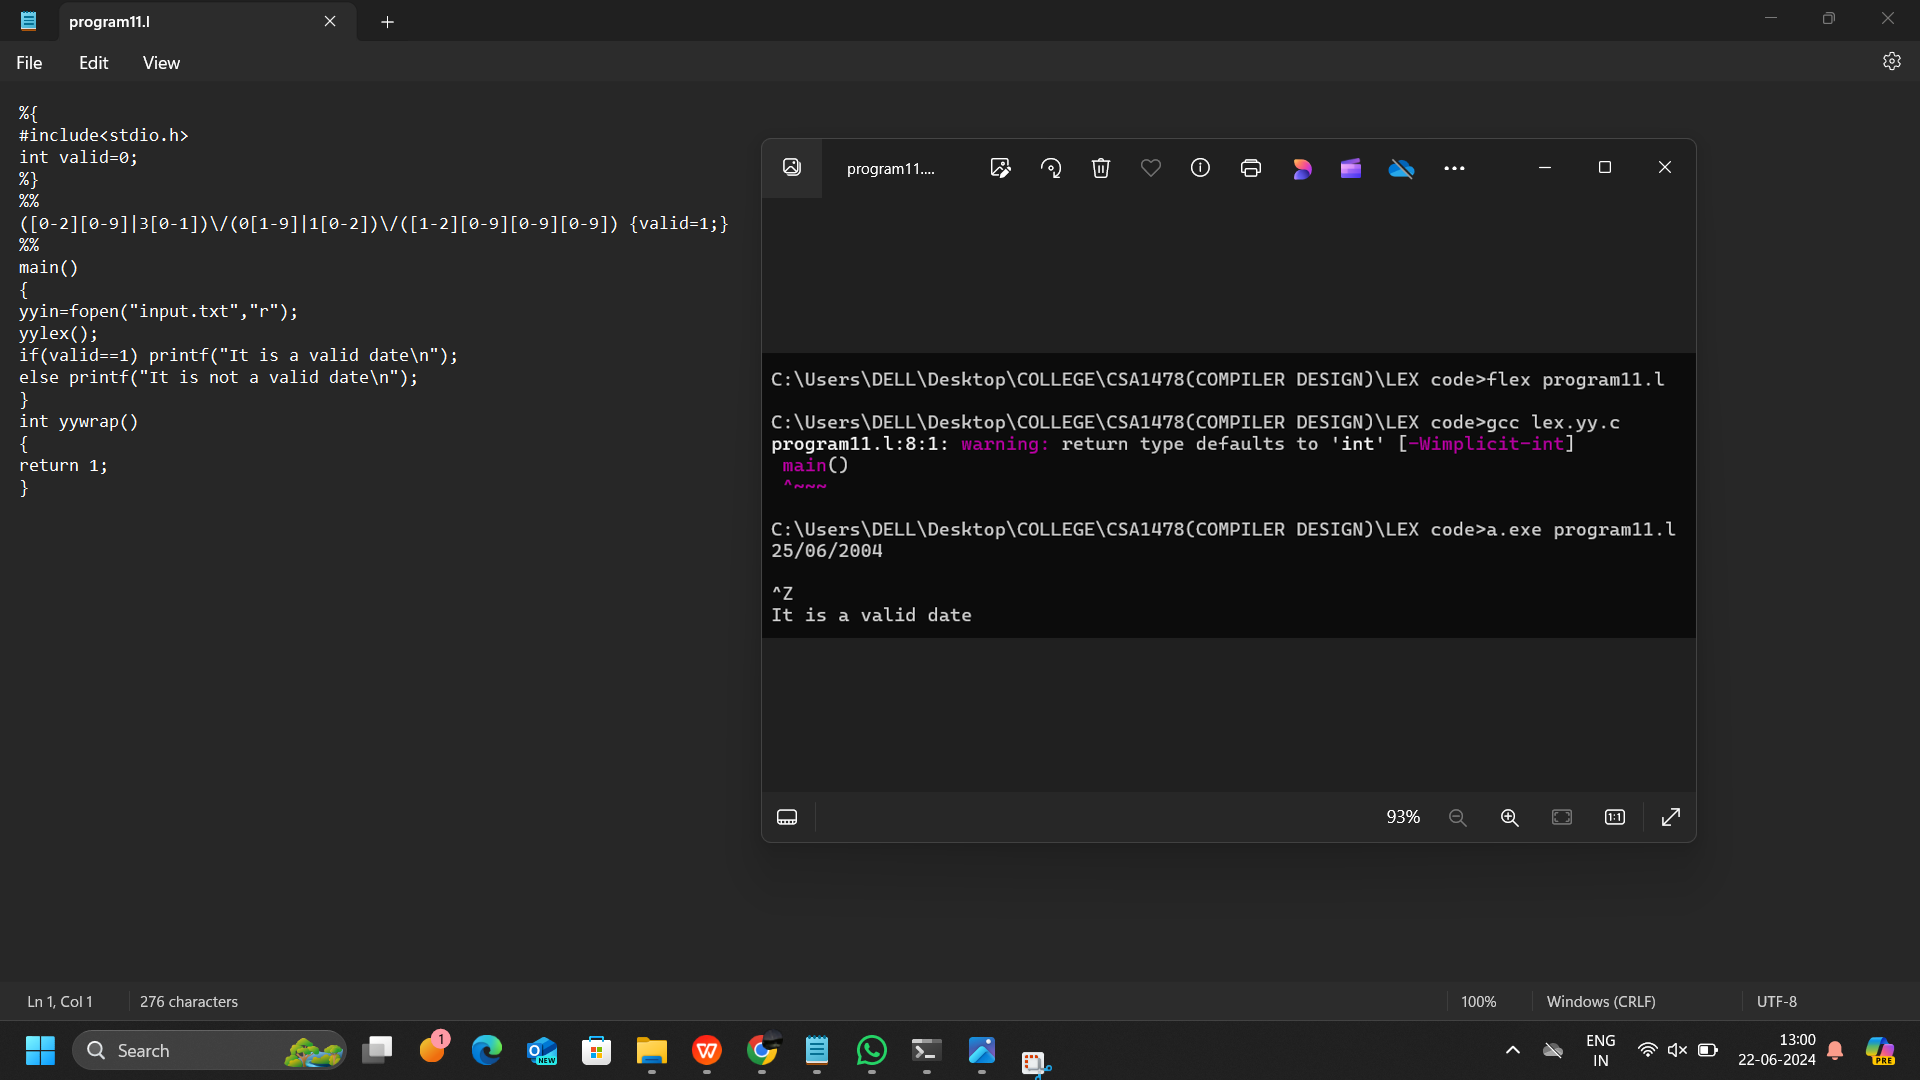 program11.l
File Edit View
%{
#include<stdio.h>
int valid=0;
%}
%%
([0-2][0-9]|3[0-1])\/(0[1-9]|1[0-2])\/([1-2][0-9][0-9][0-9]) {valid=1;}
%%
main()
{
yyin=fopen("input.txt","r");
yylex();
if(valid==1) printf("It is a valid date\n");
else printf("It is not a valid date\n");
}
int yywrap()
{
return 1;
}
program11....
C:\Users\DELL\Desktop\COLLEGE\CSA1478(COMPILER DESIGN)\LEX code>flex program11.l
C:\Users\DELL\Desktop\COLLEGE\CSA1478(COMPILER DESIGN)\LEX code>gcc lex.yy.c
program11.l:8:1: warning: return type defaults to 'int' [-Wimplicit-int]
main()
^~~~
C:\Users\DELL\Desktop\COLLEGE\CSA1478(COMPILER DESIGN)\LEX code>a.exe program11.l
25/06/2004
^Z
It is a valid date
93%
1:1
Ln 1, Col 1 276 characters 100% Windows (CRLF) UTF-8
Search
1
NEW
ENG
IN
13:00
22-06-2024
PRE